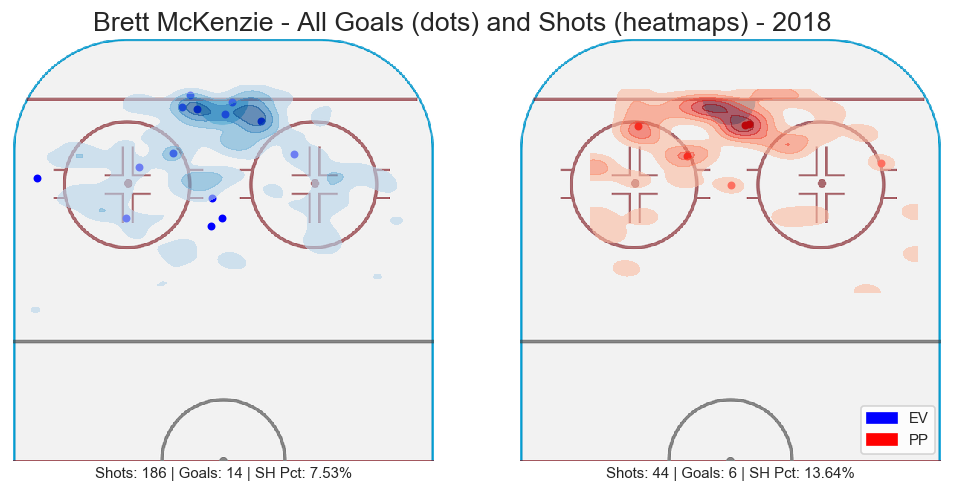 Brett McKenzie - All Goals (dots) and Shots (heatmaps) - 2018
EV
PP
Shots: 186 | Goals: 14 | SH Pct: 7.53%
Shots: 44 | Goals: 6 | SH Pct: 13.64%